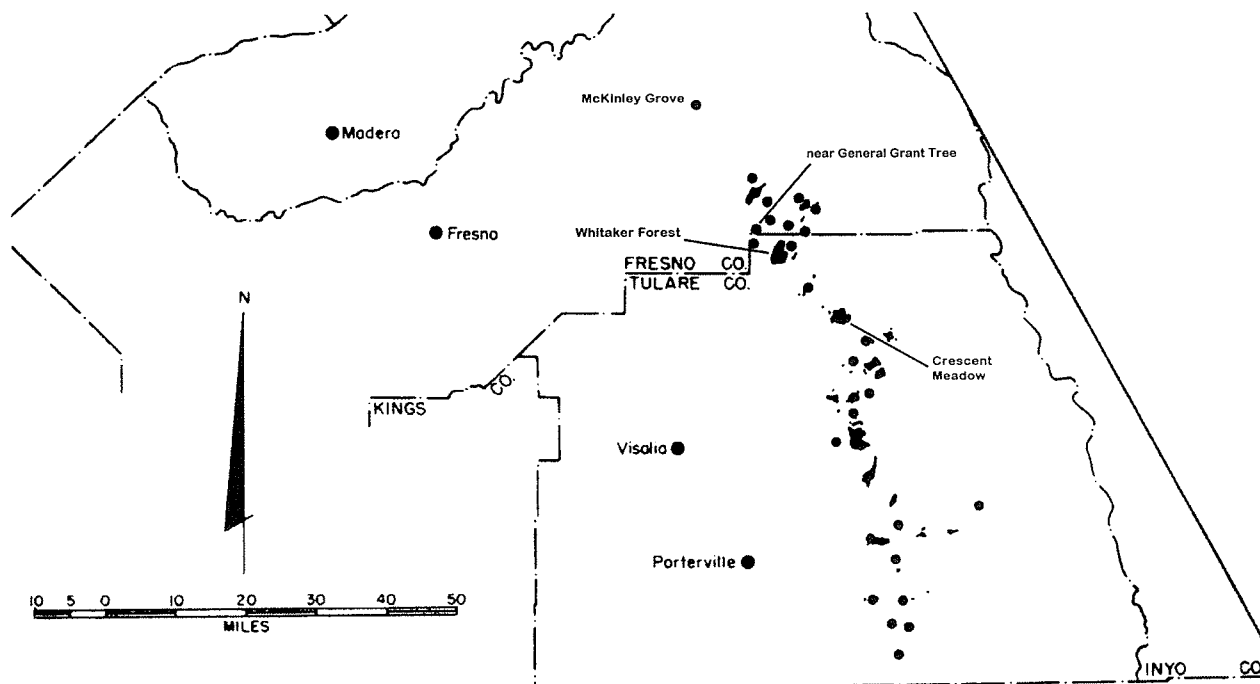 McKinley Grove
Madera
near General Grant Tree
Fresno
Whitaker Forest
FRESNO CO.
TULARE CO.
N
Crescent
Meadow
CO.
KINGS
Visalia
Porterville
10 5 0 10 20 30 40 50
MILES
INYO CO